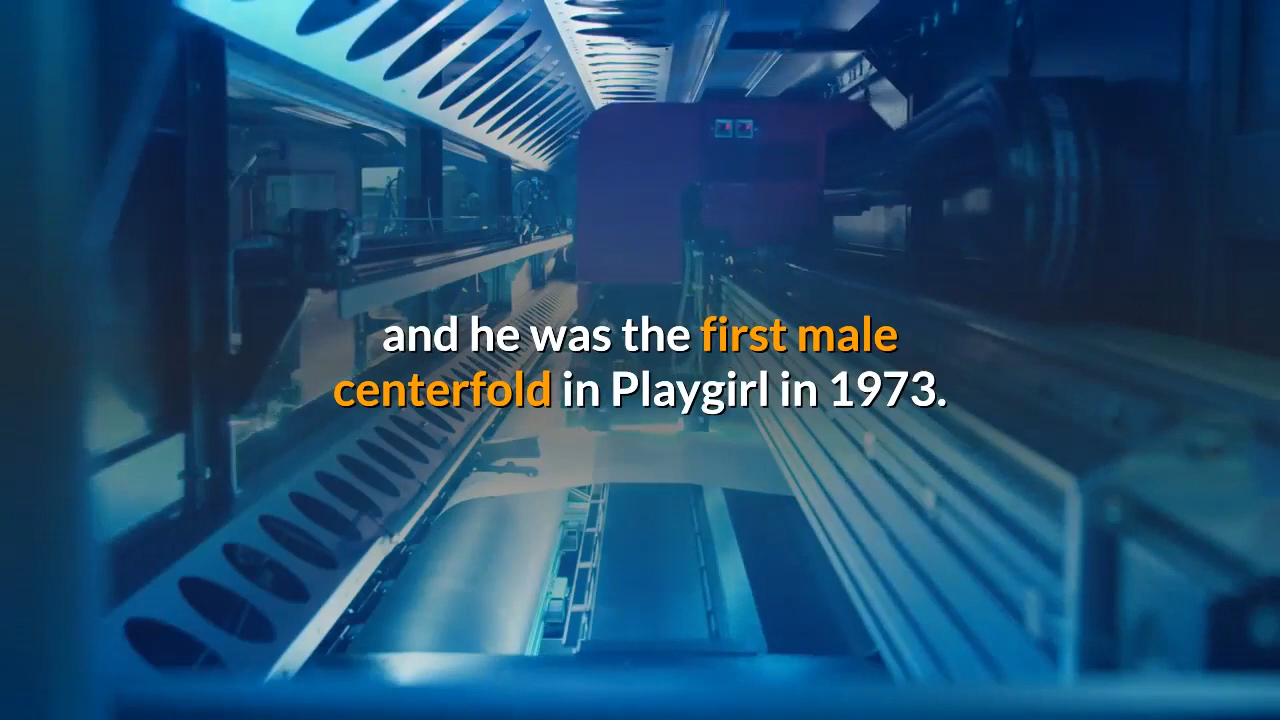 and he was the first male
centerfold in Playgirl in 1973.